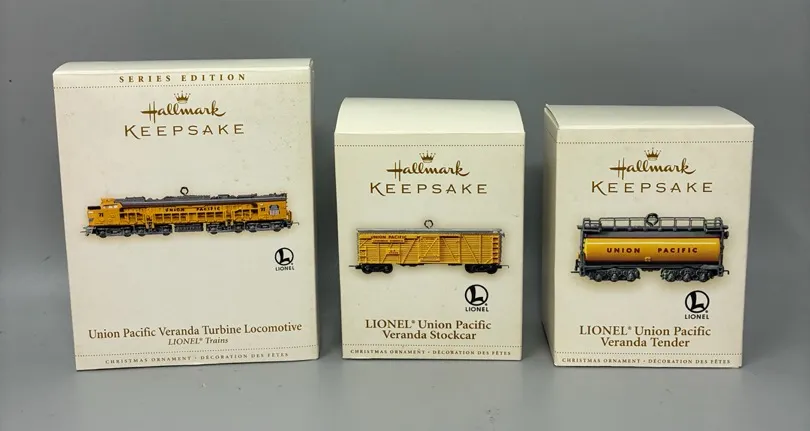 SERIES EDITION
Hallmark
KEEPSAKE
UNION PACIFIC
LIONEL
Union Pacific Veranda Turbine Locomotive
LIONEL® Trains
CHRISTMAS ORNAMENT · DÉCORATION DES FÊTES
Hallmark
KEEPSAKE
UNION PACIFIC
L
LIONEL
LIONEL® Union Pacific
Veranda Stockcar
CHRISTMAS ORNAMENT · DÉCORATION DES FÊTES
Hallmark
KEEPSAKE
UNION PACIFIC
L
LIONEL
LIONEL® Union Pacific
Veranda Tender
CHRISTMAS ORNAMENT · DÉCORATION DES FÊTES